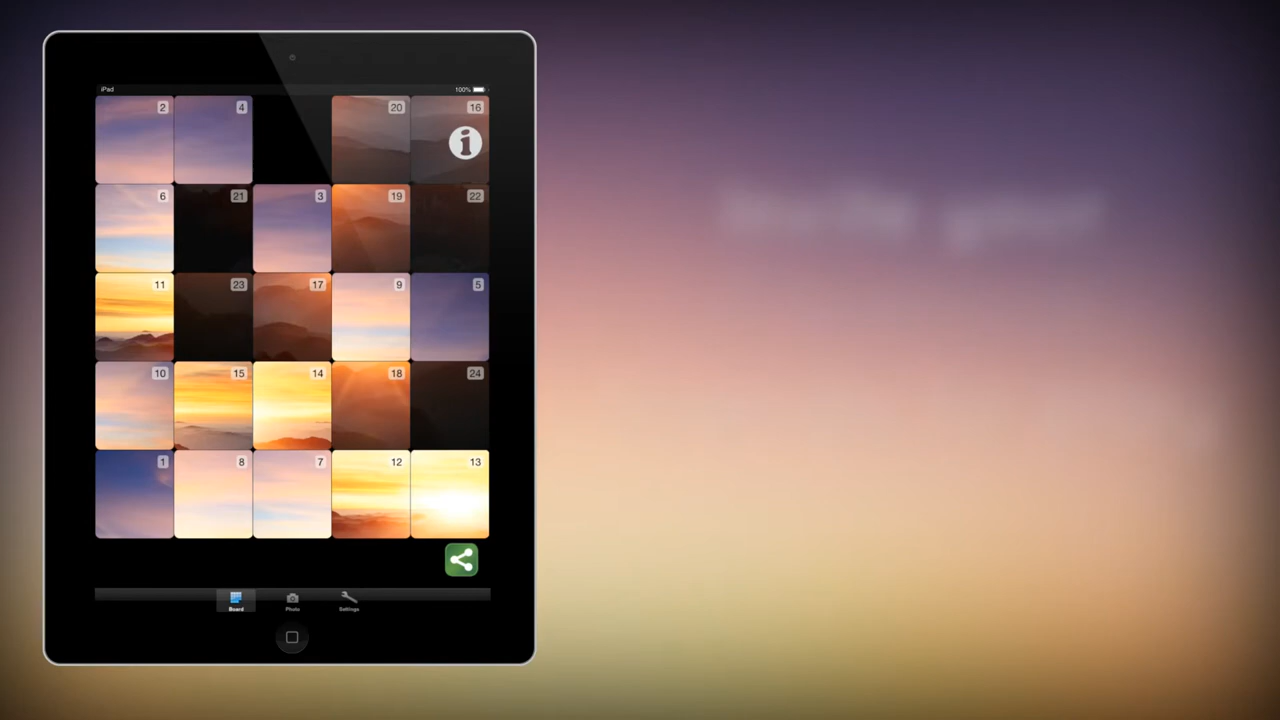 iPad 100%
2 4 20 16
i
6 21 3 19 22
11 23 17 9 5
10 15 14 18 24
1 8 7 12 13
Board Photo Settings